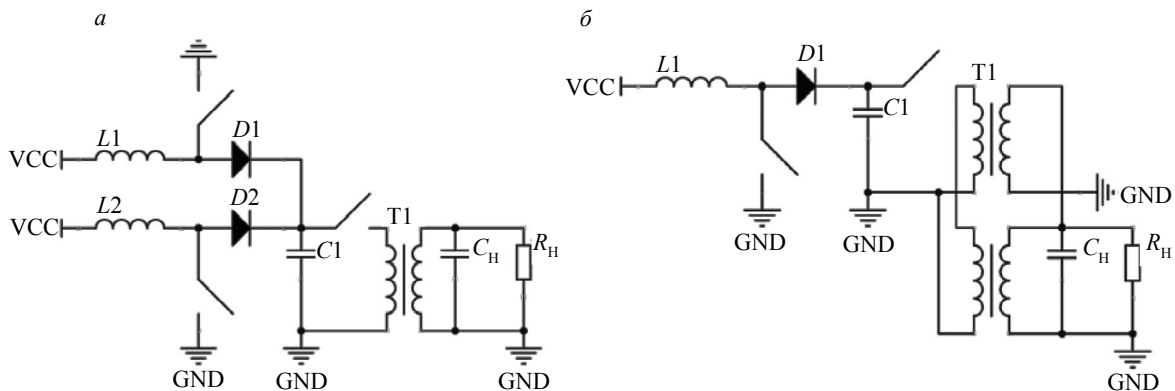 а
VCC
L1
D1
VCC
L2
D2
C1
T1
Cн
Rн
GND
GND
GND
б
VCC
L1
D1
C1
T1
GND
GND
GND
Cн
Rн
GND